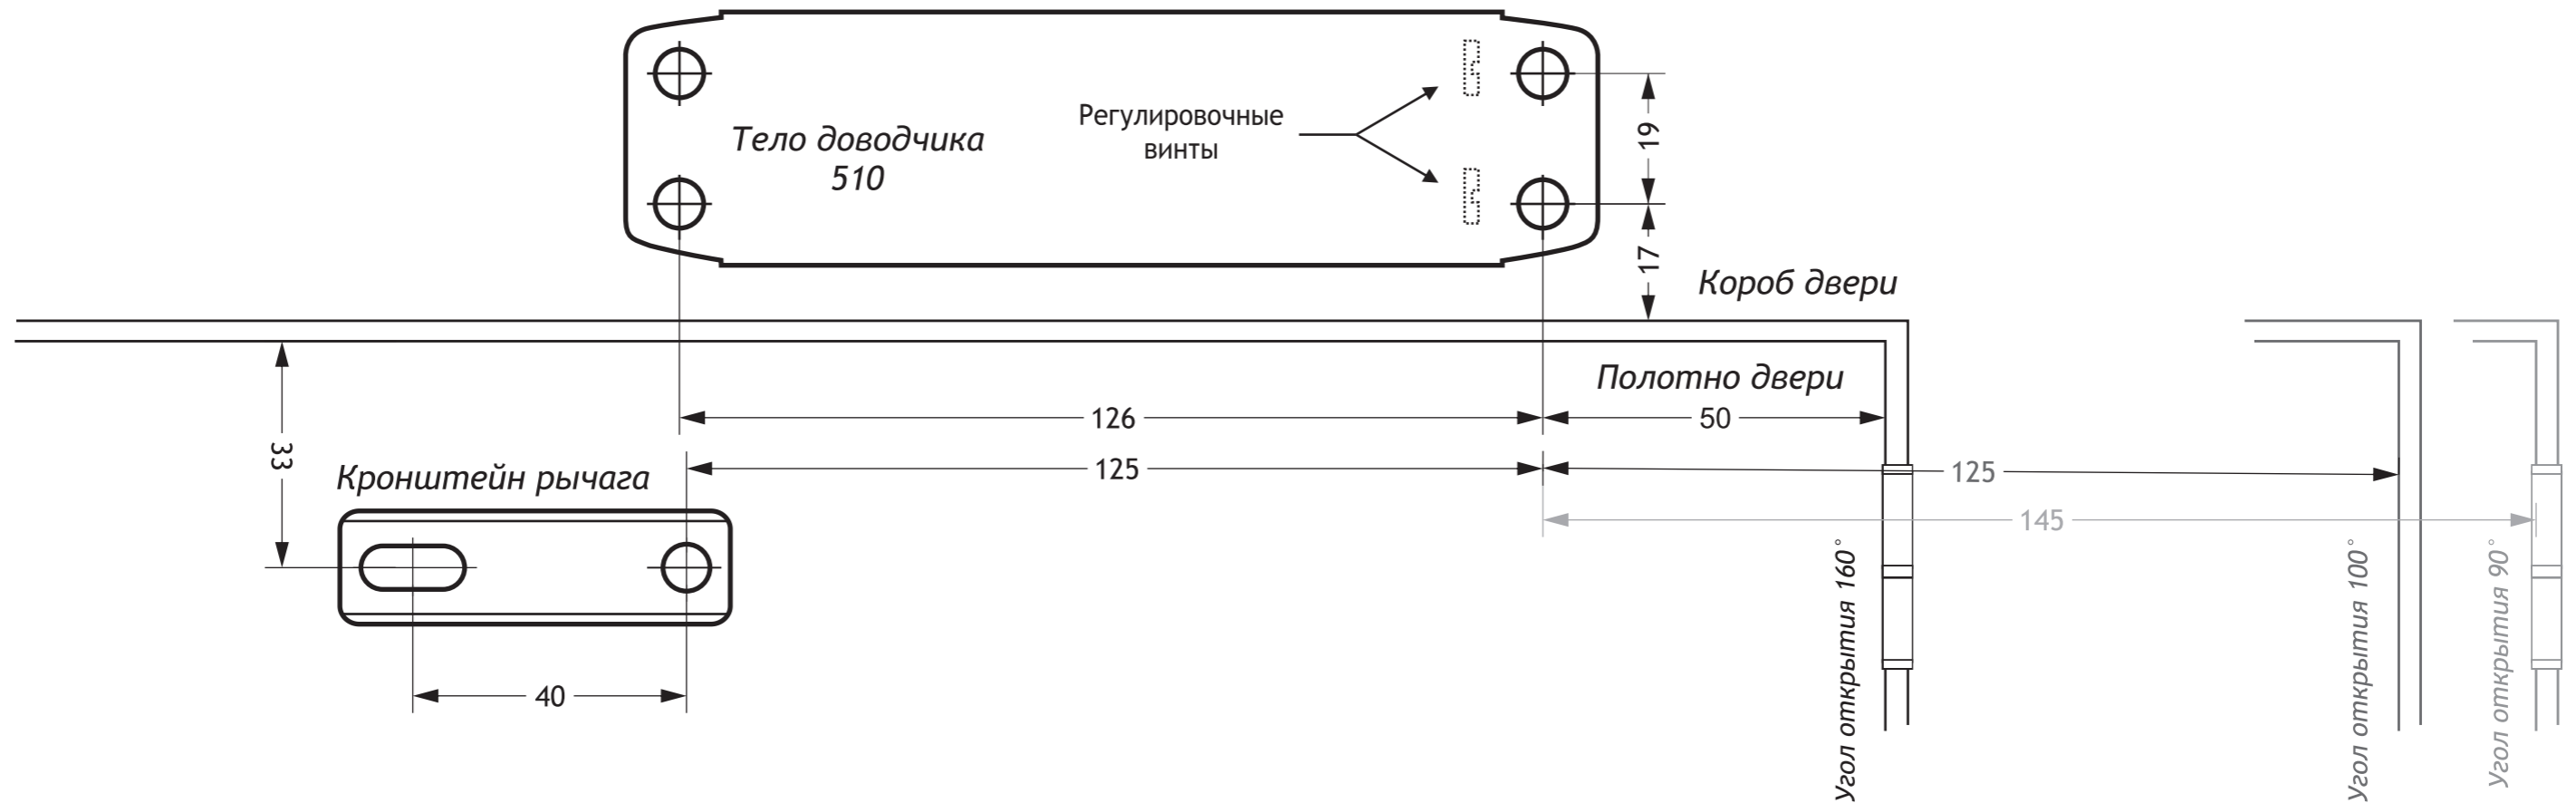 Тело доводчика
510
Регулировочные
винты
19
17
Короб двери
Полотно двери
126
50
33
Кронштейн рычага
125
125
145
40
Угол открытия 160°
Угол открытия 100°
Угол открытия 90°